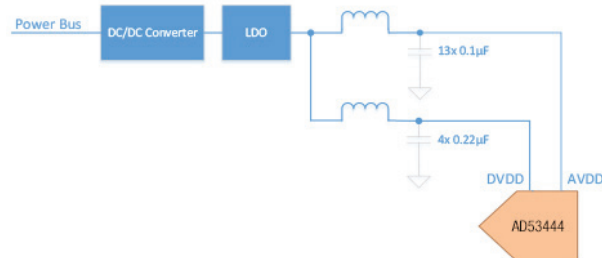 Power Bus
DC/DC Converter
LDO
13x 0.1µF
4x 0.22µF
DVDD
AVDD
AD53444